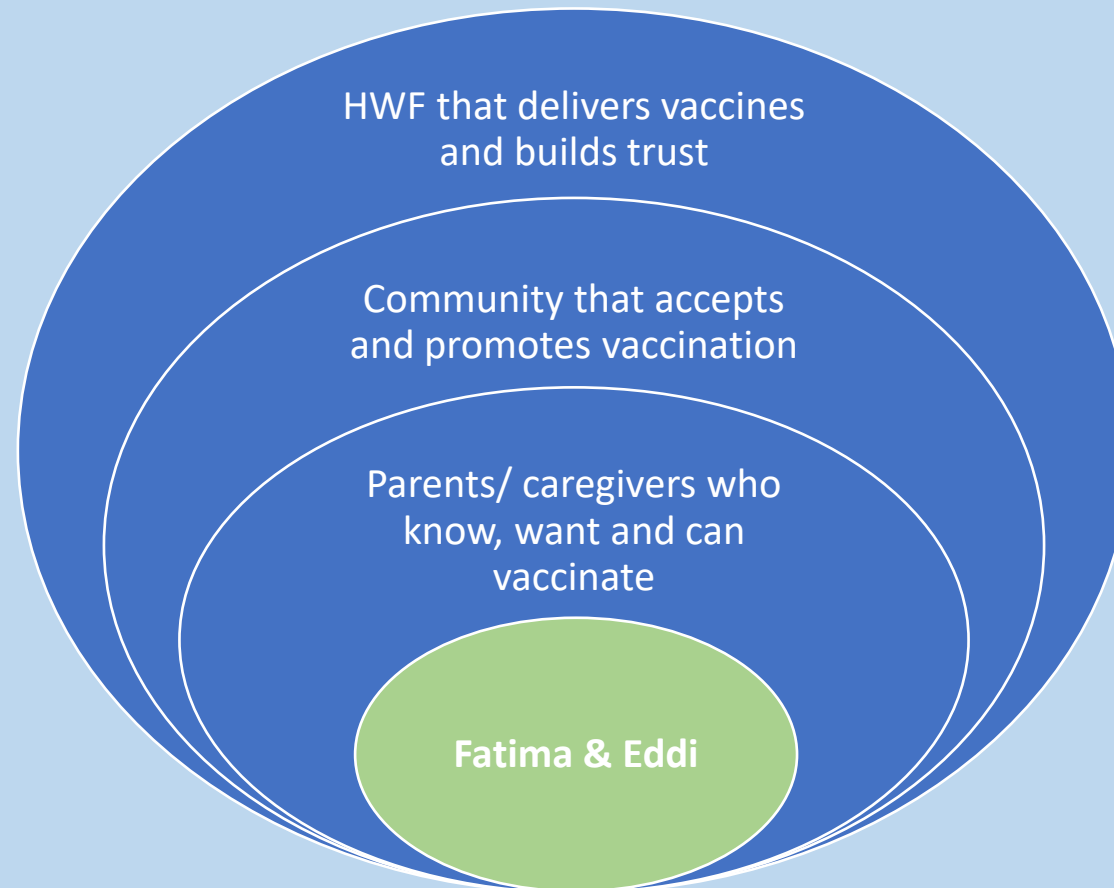 HWF that delivers vaccines
and builds trust
Community that accepts
and promotes vaccination
Parents/ caregivers who
know, want and can
vaccinate
Fatima & Eddi